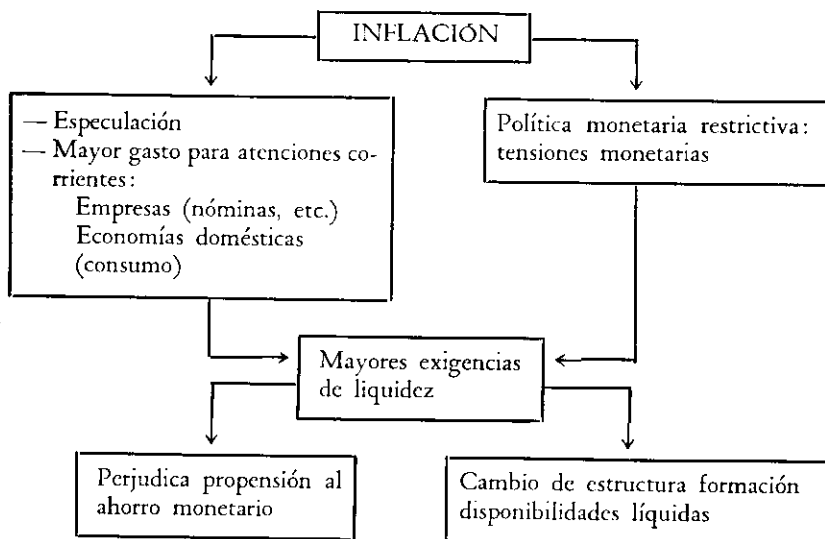 INFLACIÓN
— Especulación
— Mayor gasto para atenciones co-
rrientes:
Empresas (nóminas, etc.)
Economías domésticas
(consumo)
Política monetaria restrictiva:
tensiones monetarias
Mayores exigencias
de liquidez
Perjudica propensión al
ahorro monetario
Cambio de estructura formación
disponibilidades líquidas